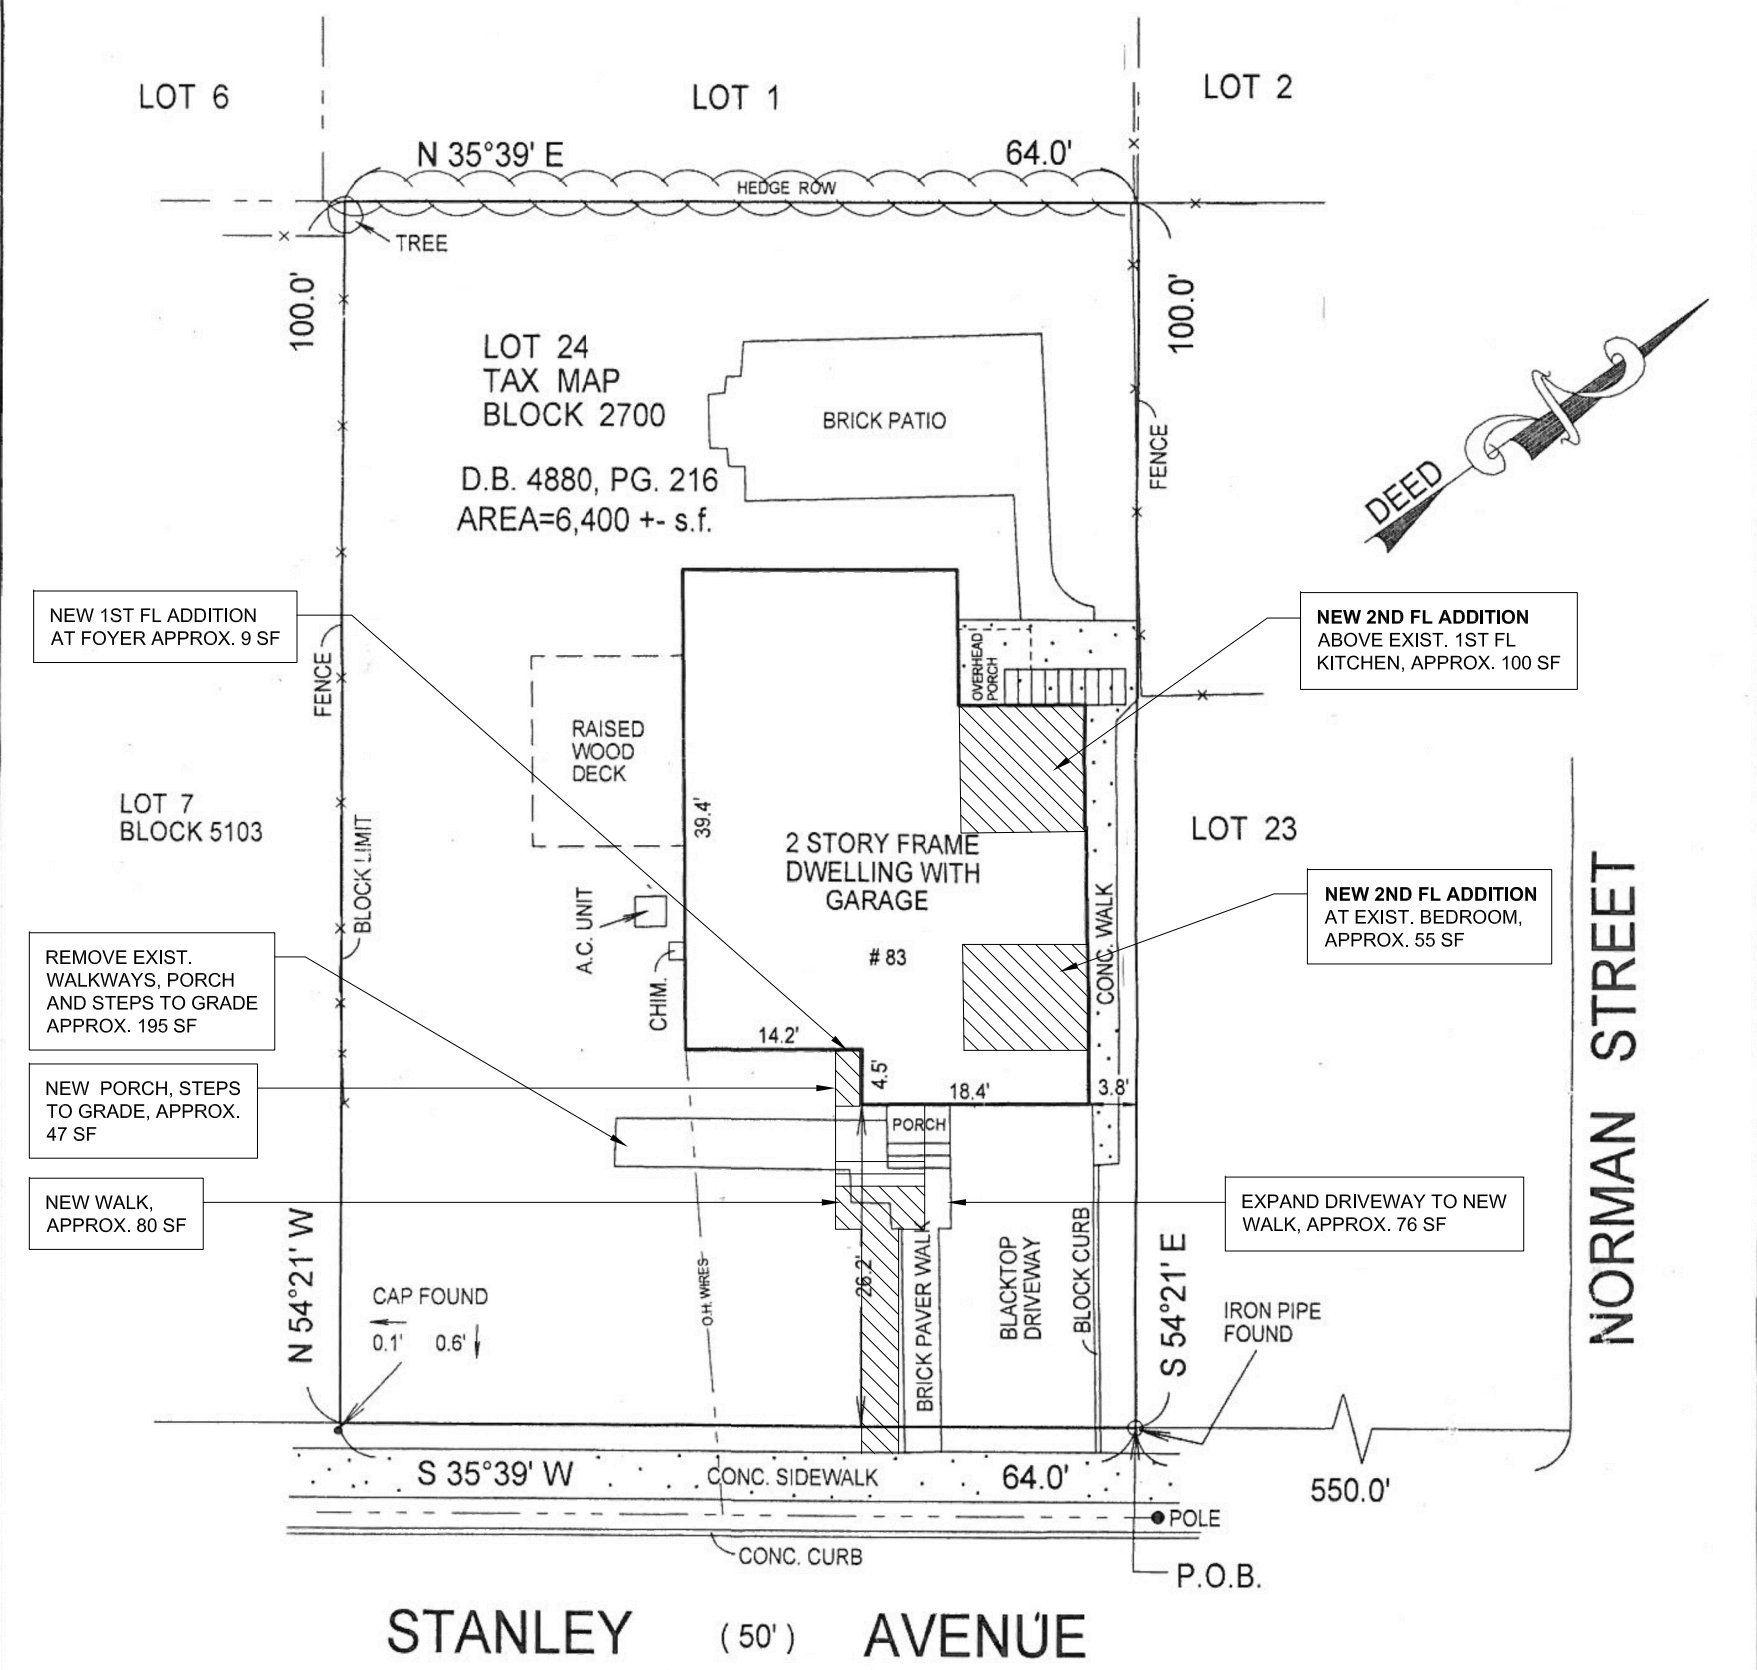 LOT 6
LOT 1
LOT 2
N 35°39' E
64.0'
HEDGE ROW
TREE
100.0'
100.0'
LOT 24
TAX MAP
BLOCK 2700
D.B. 4880, PG. 216
AREA=6,400 +- s.f.
BRICK PATIO
FENCE
DEED
NEW 1ST FL ADDITION
AT FOYER APPROX. 9 SF
NEW 2ND FL ADDITION
ABOVE EXIST. 1ST FL
KITCHEN, APPROX. 100 SF
FENCE
OVERHEAD
PORCH
RAISED
WOOD
DECK
39.4'
LOT 7
BLOCK 5103
BLOCK LIMIT
2 STORY FRAME
DWELLING WITH
GARAGE
# 83
LOT 23
NEW 2ND FL ADDITION
AT EXIST. BEDROOM,
APPROX. 55 SF
CONC. WALK
A.C. UNIT
CHIM.
REMOVE EXIST.
WALKWAYS, PORCH
AND STEPS TO GRADE
APPROX. 195 SF
14.2'
4.5'
18.4'
3.8'
NEW PORCH, STEPS
TO GRADE, APPROX.
47 SF
PORCH
NEW WALK,
APPROX. 80 SF
EXPAND DRIVEWAY TO NEW
WALK, APPROX. 76 SF
NORMAN STREET
N 54°21' W
CAP FOUND
0.1' 0.6'
O.H. WIRES
26.2'
BRICK PAVER WALK
BLACKTOP
DRIVEWAY
BLOCK CURB
S 54°21' E
IRON PIPE
FOUND
S 35°39' W
CONC. SIDEWALK
64.0'
550.0'
POLE
CONC. CURB
P.O.B.
STANLEY (50') AVENUE